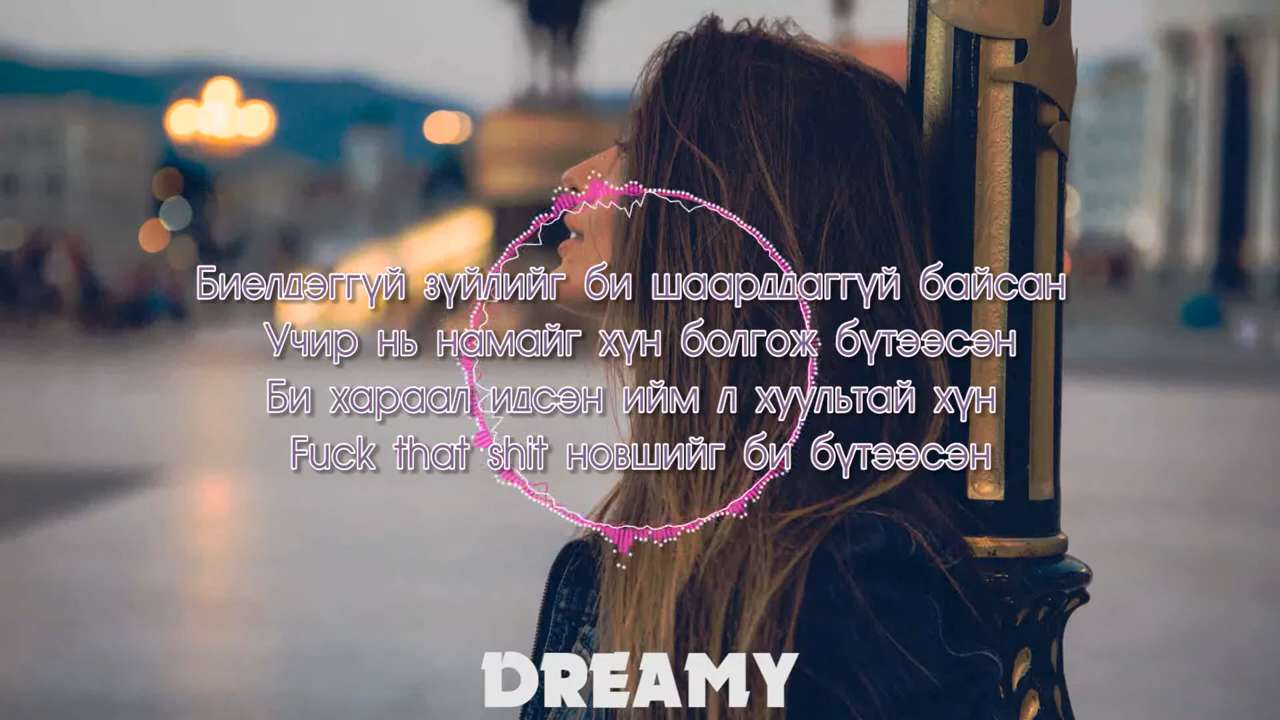 Биелдэггүй зүйлийг би шаарддаггүй байсан
Учир нь намайг хүн болгож бүтээсэн
Би хараал идсэн ийм л хуультай хүн
Fuck that shit новшийг би бүтээсэн
DREAMY